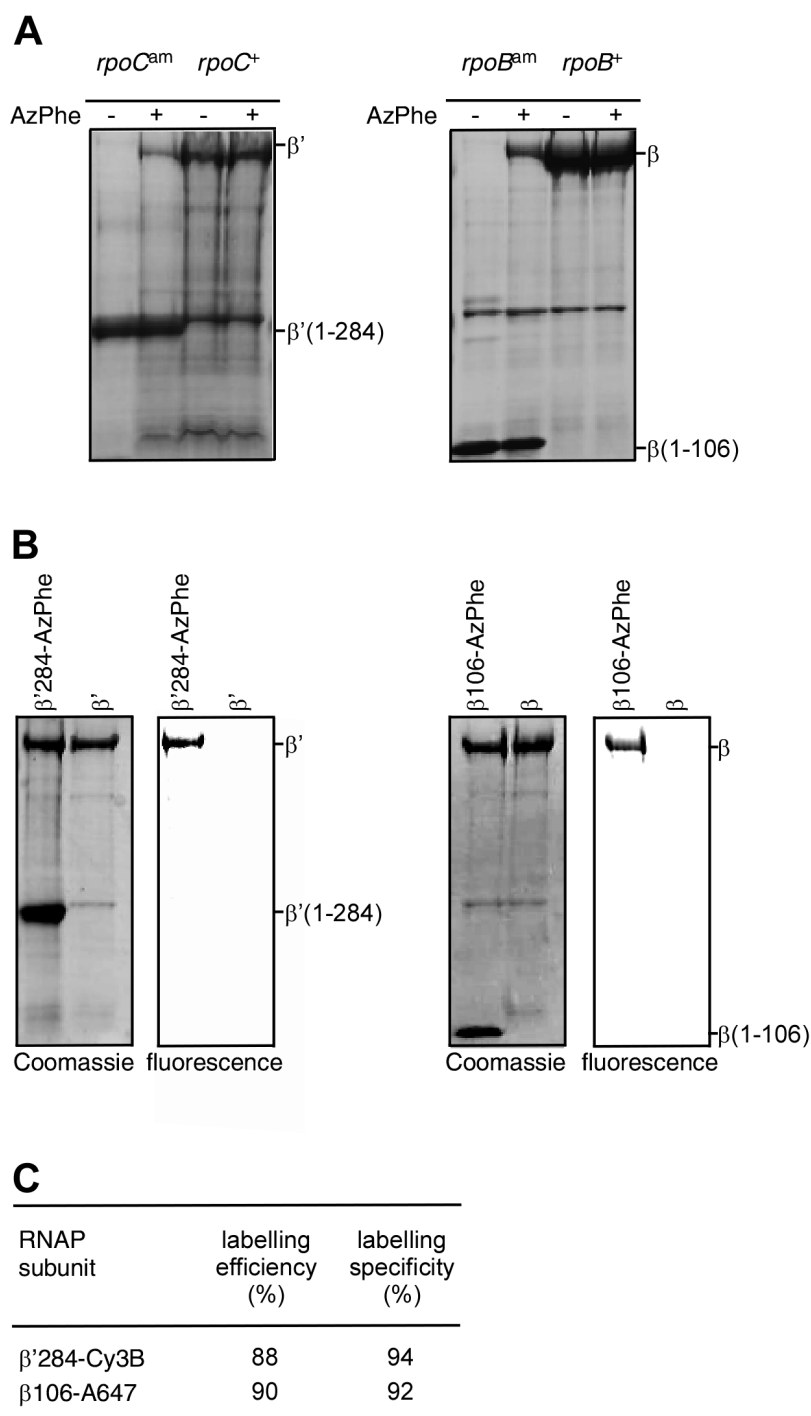 A
rpoCam rpoC+
AzPhe - + - +
β’
β’(1-284)
rpoBam rpoB+
AzPhe - + - +
β
β(1-106)
B
β’284-AzPhe
β’
β’284-AzPhe
β’
β’
β’(1-284)
Coomassie fluorescence
β106-AzPhe
β
β106-AzPhe
β
β
β(1-106)
Coomassie fluorescence
C
RNAP subunit
labelling efficiency (%)
labelling specificity (%)
β’284-Cy3B 88 94
β106-A647 90 92